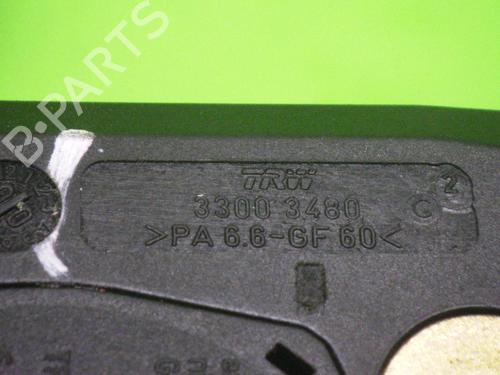 B-PARTS
TRW
3300 3480
G 2
>PA 6.6-GF 60<